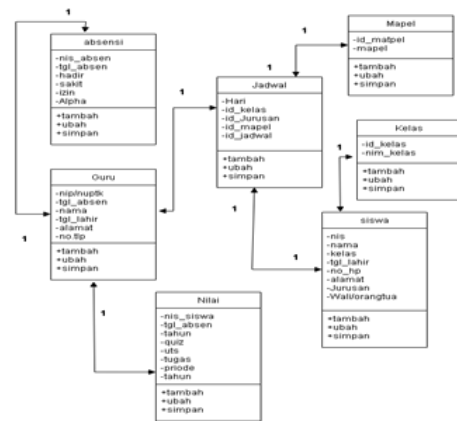 1
absensi
-nis_absen
-tgl_absen
-hadir
-sakit
-izin
-Alpha
+tambah
+ubah
+simpan
1
Guru
-nip/nuptk
-tgl_absen
-nama
-tgl_lahir
-alamat
-no.tlp
+tambah
+ubah
+simpan
1
1
Jadwal
-Hari
-id_kelas
-id_Jurusan
-id_mapel
-id_jadwal
+tambah
+ubah
+simpan
1
1
Mapel
-id_matpel
-mapel
+tambah
+ubah
+simpan
1
Kelas
-id_kelas
-nim_kelas
+tambah
+ubah
+simpan
1
1
siswa
-nis
-nama
-kelas
-tgl_lahir
-no_hp
-alamat
-Jurusan
-Wali/orangtua
+tambah
+ubah
+simpan
1
Nilai
-nis_siswa
-tgl_absen
-tahun
-quiz
-uts
-tugas
-priode
-tahun
+tambah
+ubah
+simpan